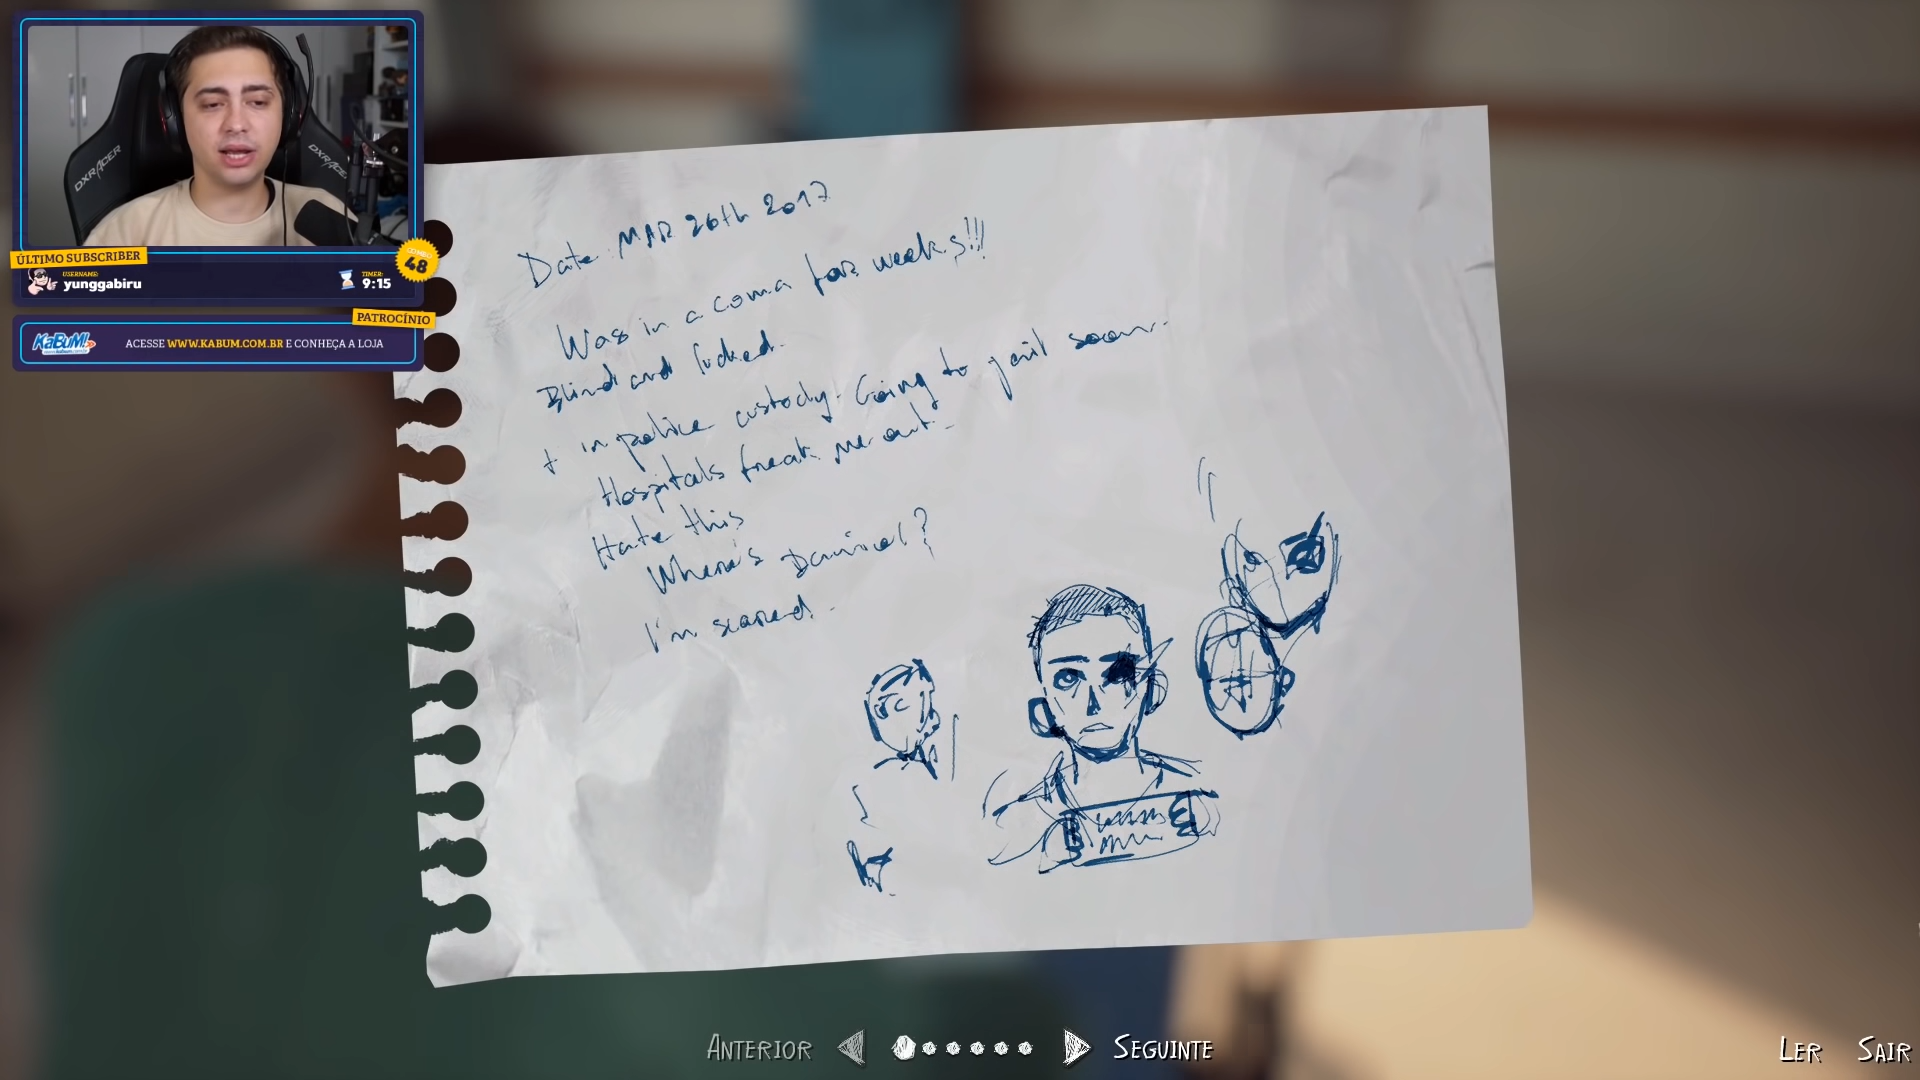 DXRACER
DXRACER
ÚLTIMO SUBSCRIBER
USERNAME:
yunggabiru
TIMER:
9:15
COMBO
48
PATROCÍNIO
KaBuM!
ACESSE WWW.KABUM.COM.BR E CONHEÇA A LOJA
Date: MAR 26th 2017
Was in a coma for weeks!!!
Blind and fucked.
+ in police custody. Going to jail soon.
Hospitals freak me out.
Hate this
Where's Daniel?
I'm scared.
ANTERIOR
SEGUINTE
LER SAIR